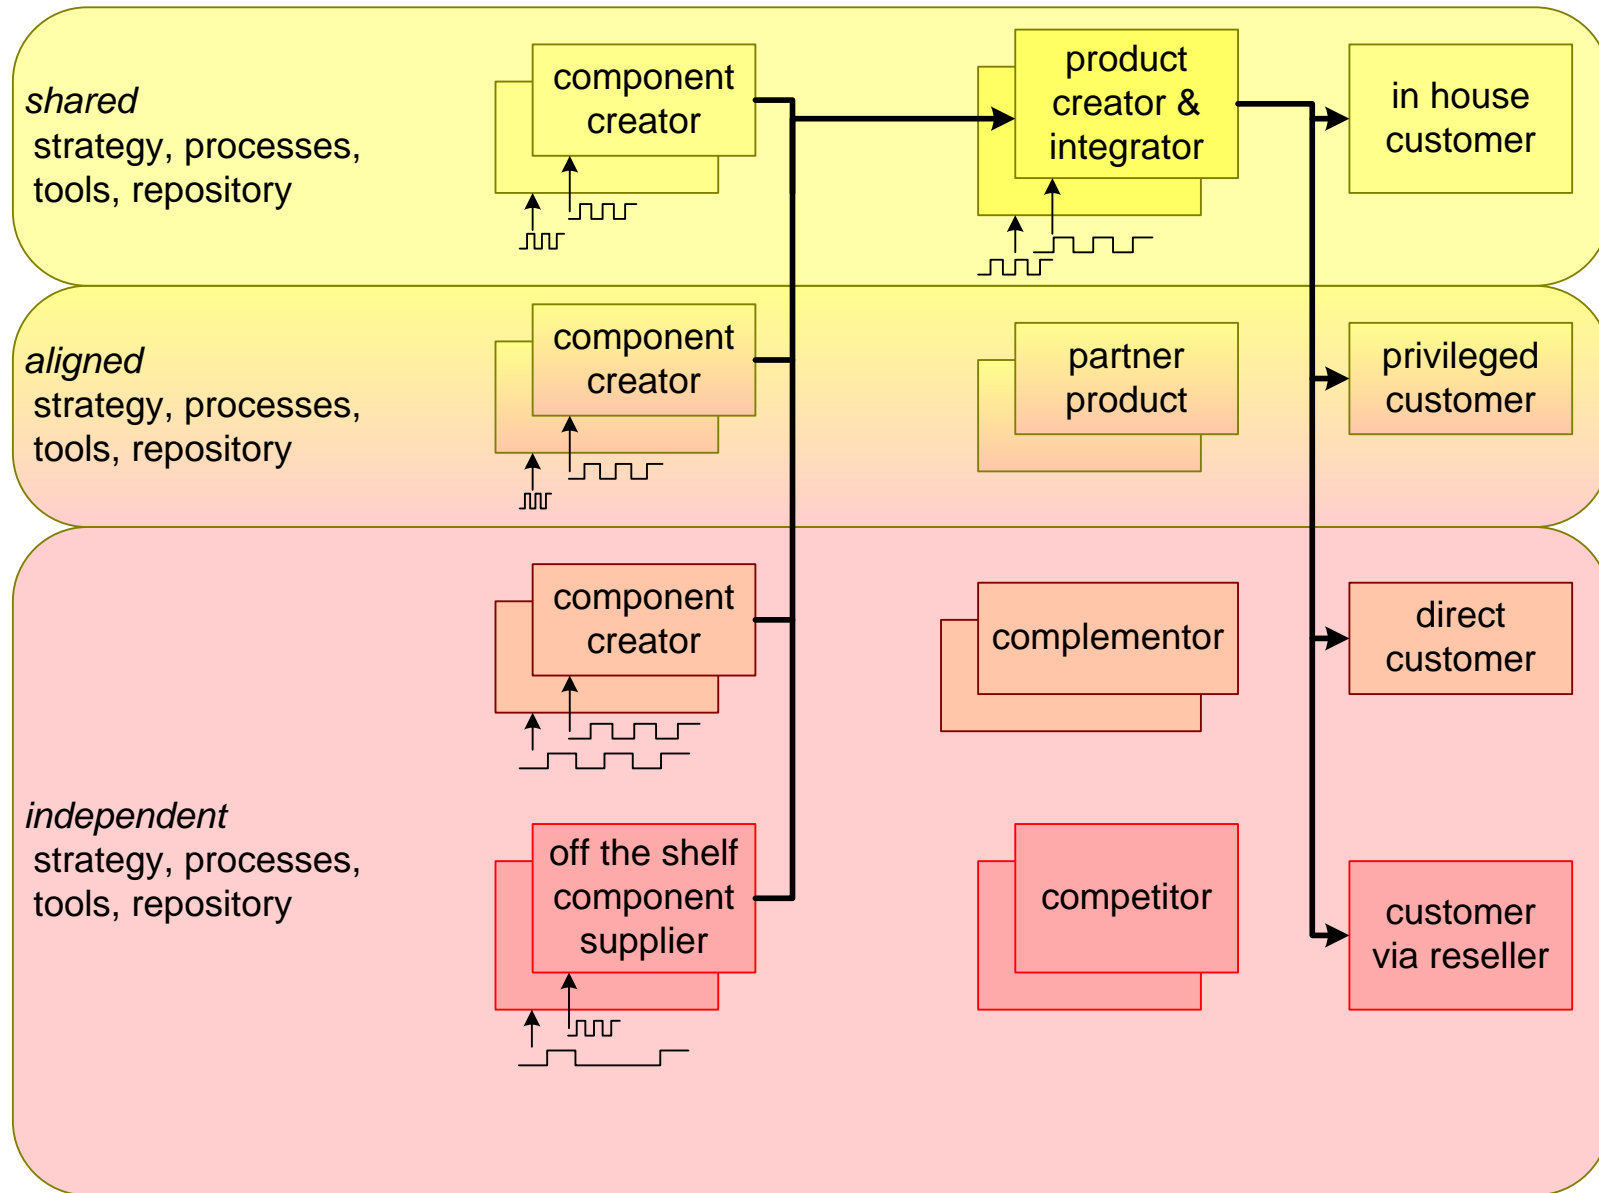 shared
strategy, processes,
tools, repository
component
creator
product
creator &
integrator
in house
customer
aligned
strategy, processes,
tools, repository
component
creator
partner
product
privileged
customer
independent
strategy, processes,
tools, repository
component
creator
complementor
direct
customer
off the shelf
component
supplier
competitor
customer
via reseller